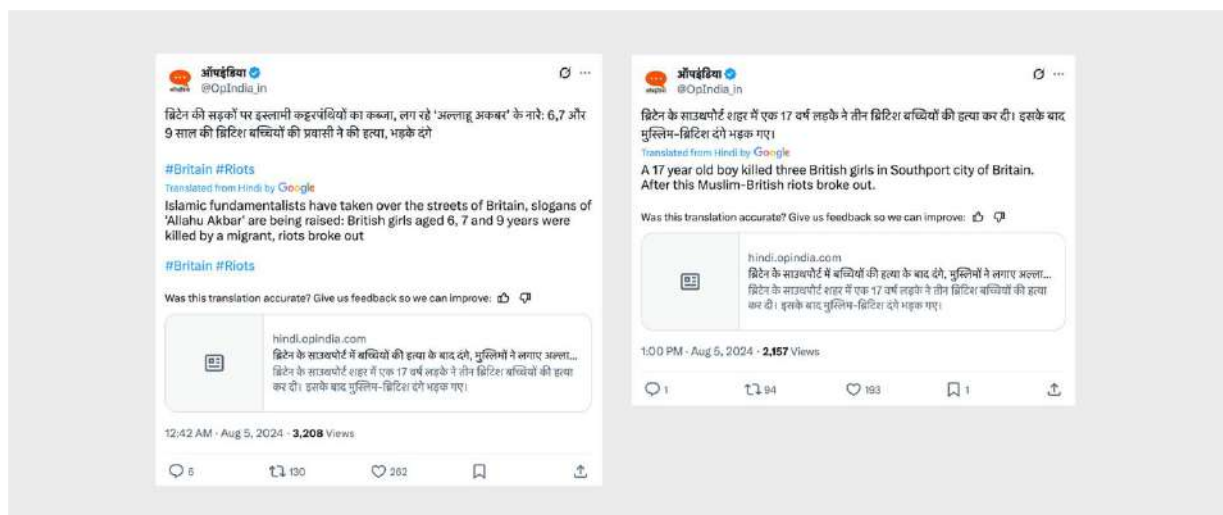 ऑपइंडिया
@OpIndia_in
ब्रिटेन की सड़कों पर इस्लामी कट्टरपंथियों का कब्जा, लग रहे 'अल्लाहू अकबर' के नारे: 6,7 और
9 साल की ब्रिटिश बच्चियों की प्रवासी ने की हत्या, भड़के दंगे
#Britain #Riots
Translated from Hindi by Google
Islamic fundamentalists have taken over the streets of Britain, slogans of
'Allahu Akbar' are being raised: British girls aged 6, 7 and 9 years were
killed by a migrant, riots broke out
#Britain #Riots
Was this translation accurate? Give us feedback so we can improve:
hindi.opindia.com
ब्रिटेन के साउथपोर्ट में बच्चियों की हत्या के बाद दंगे, मुस्लिमों ने लगाए अल्ला...
ब्रिटेन के साउथपोर्ट शहर में एक 17 वर्ष लड़के ने तीन ब्रिटिश बच्चियों की हत्या
कर दी। इसके बाद मुस्लिम-ब्रिटिश दंगे भड़क गए।
12:42 AM · Aug 5, 2024 · 3,208 Views
6 130 262
ऑपइंडिया
@OpIndia_in
ब्रिटेन के साउथपोर्ट शहर में एक 17 वर्ष लड़के ने तीन ब्रिटिश बच्चियों की हत्या कर दी। इसके बाद
मुस्लिम-ब्रिटिश दंगे भड़क गए।
Translated from Hindi by Google
A 17 year old boy killed three British girls in Southport city of Britain.
After this Muslim-British riots broke out.
Was this translation accurate? Give us feedback so we can improve:
hindi.opindia.com
ब्रिटेन के साउथपोर्ट में बच्चियों की हत्या के बाद दंगे, मुस्लिमों ने लगाए अल्ला...
ब्रिटेन के साउथपोर्ट शहर में एक 17 वर्ष लड़के ने तीन ब्रिटिश बच्चियों की हत्या
कर दी। इसके बाद मुस्लिम-ब्रिटिश दंगे भड़क गए।
1:00 PM · Aug 5, 2024 · 2,157 Views
1 94 193 1